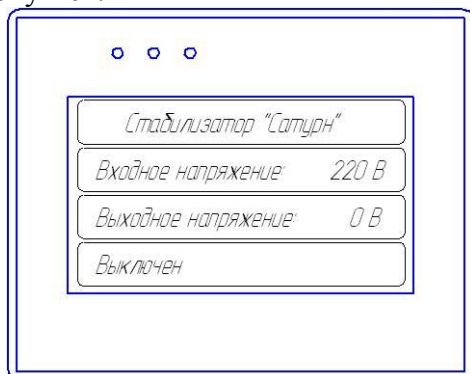 Стабилизатор "Сатурн"
Входное напряжение: 220 В
Выходное напряжение: 0 В
Выключен